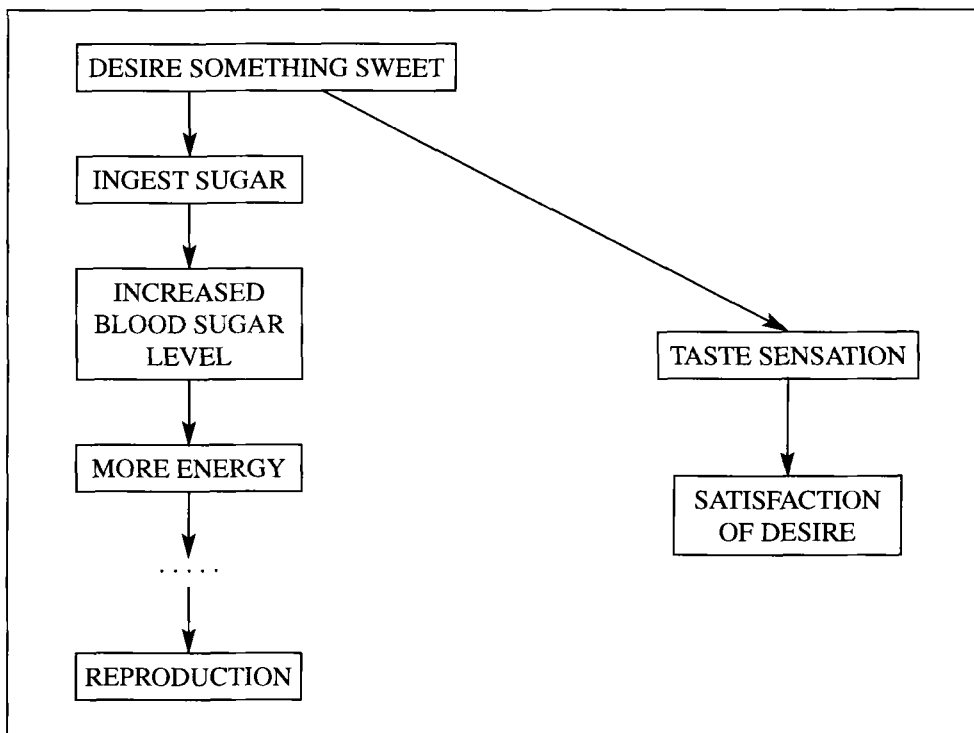 DESIRE SOMETHING SWEET
INGEST SUGAR
INCREASED
BLOOD SUGAR
LEVEL
MORE ENERGY
.....
REPRODUCTION
TASTE SENSATION
SATISFACTION
OF DESIRE